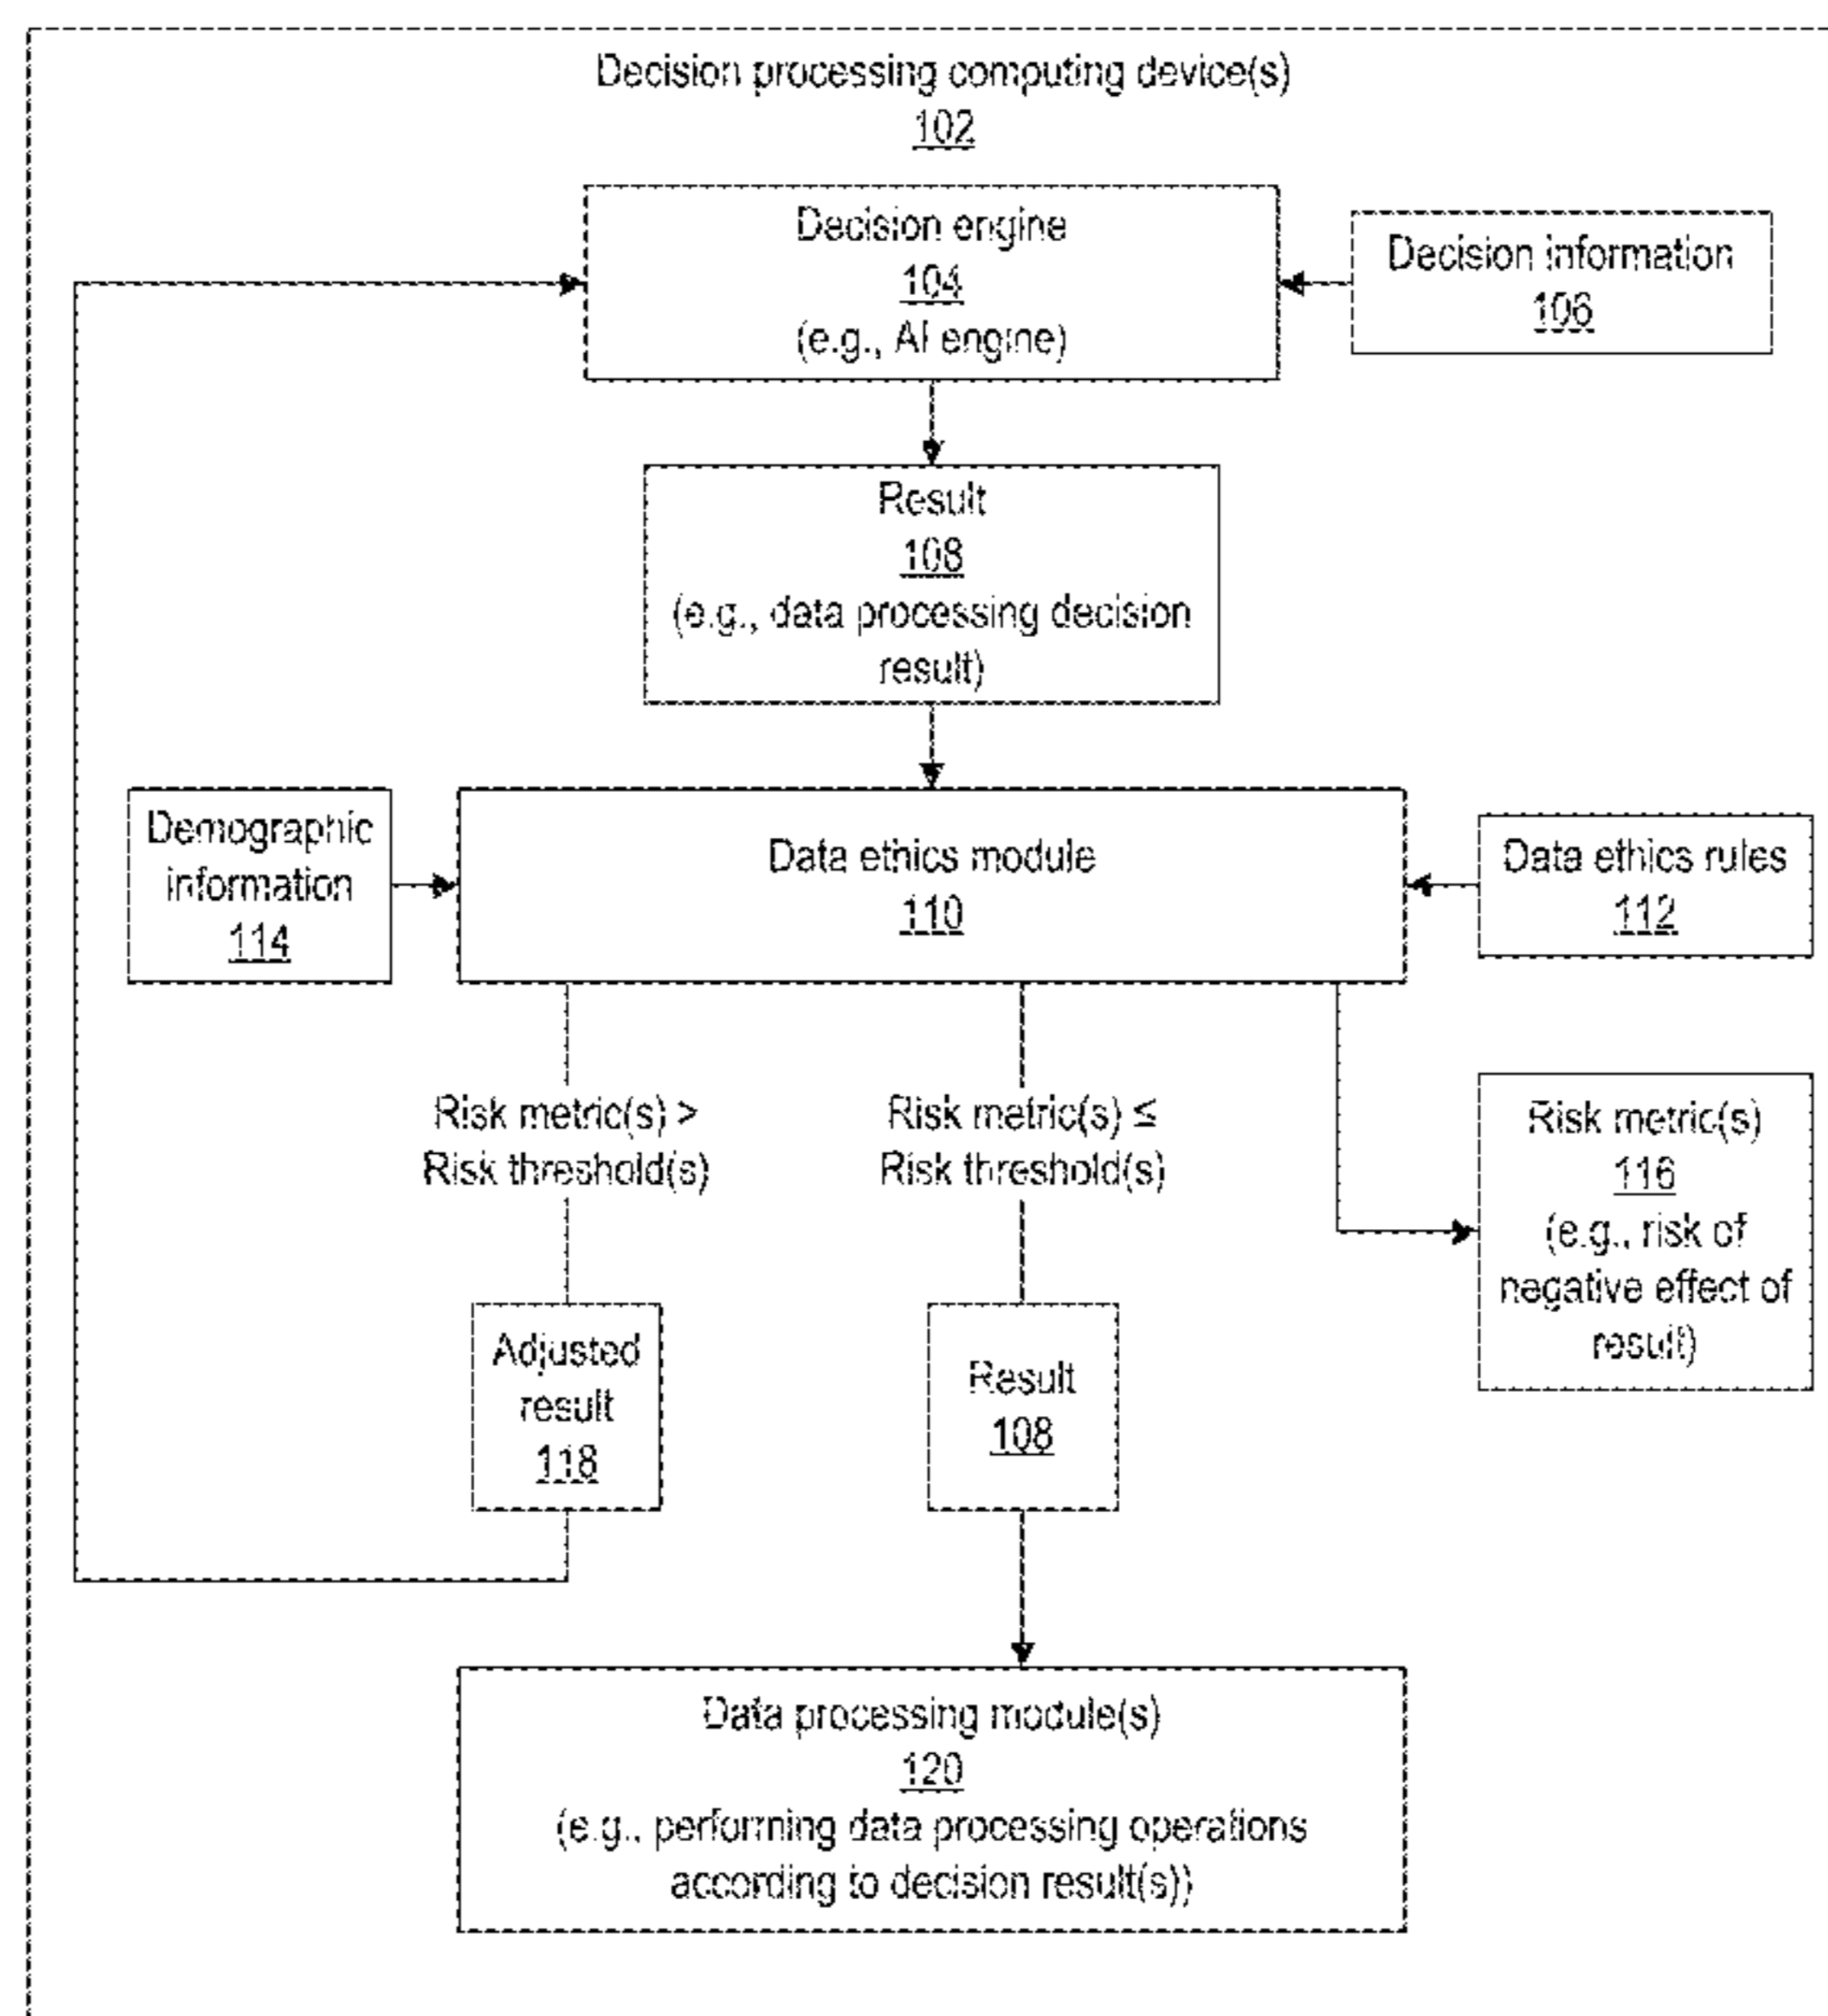 Decision processing computing device(s)
102
Decision engine
104
(e.g., AI engine)
Decision information
106
Result
108
(e.g., data processing decision
result)
Demographic
information
114
Data ethics module
110
Data ethics rules
112
Risk metric(s) >
Risk threshold(s)
Risk metric(s) ≤
Risk threshold(s)
Risk metric(s)
116
(e.g., risk of
negative effect of
result)
Adjusted
result
118
Result
108
Data processing module(s)
120
(e.g., performing data processing operations
according to decision result(s))